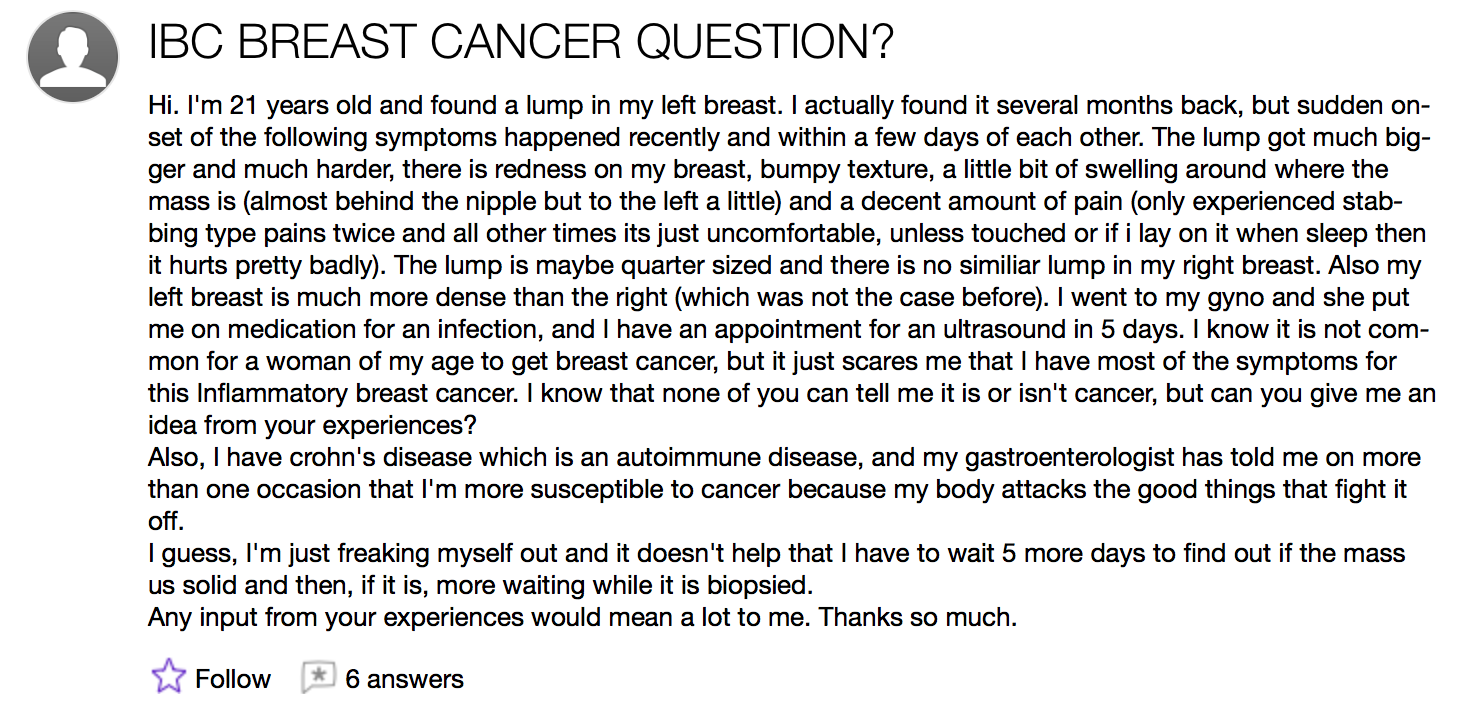 IBC BREAST CANCER QUESTION?
Hi. I'm 21 years old and found a lump in my left breast. I actually found it several months back, but sudden on-
set of the following symptoms happened recently and within a few days of each other. The lump got much big-
ger and much harder, there is redness on my breast, bumpy texture, a little bit of swelling around where the
mass is (almost behind the nipple but to the left a little) and a decent amount of pain (only experienced stab-
bing type pains twice and all other times its just uncomfortable, unless touched or if i lay on it when sleep then
it hurts pretty badly). The lump is maybe quarter sized and there is no similiar lump in my right breast. Also my
left breast is much more dense than the right (which was not the case before). I went to my gyno and she put
me on medication for an infection, and I have an appointment for an ultrasound in 5 days. I know it is not com-
mon for a woman of my age to get breast cancer, but it just scares me that I have most of the symptoms for
this Inflammatory breast cancer. I know that none of you can tell me it is or isn't cancer, but can you give me an
idea from your experiences?
Also, I have crohn's disease which is an autoimmune disease, and my gastroenterologist has told me on more
than one occasion that I'm more susceptible to cancer because my body attacks the good things that fight it
off.
I guess, I'm just freaking myself out and it doesn't help that I have to wait 5 more days to find out if the mass
us solid and then, if it is, more waiting while it is biopsied.
Any input from your experiences would mean a lot to me. Thanks so much.
Follow 6 answers